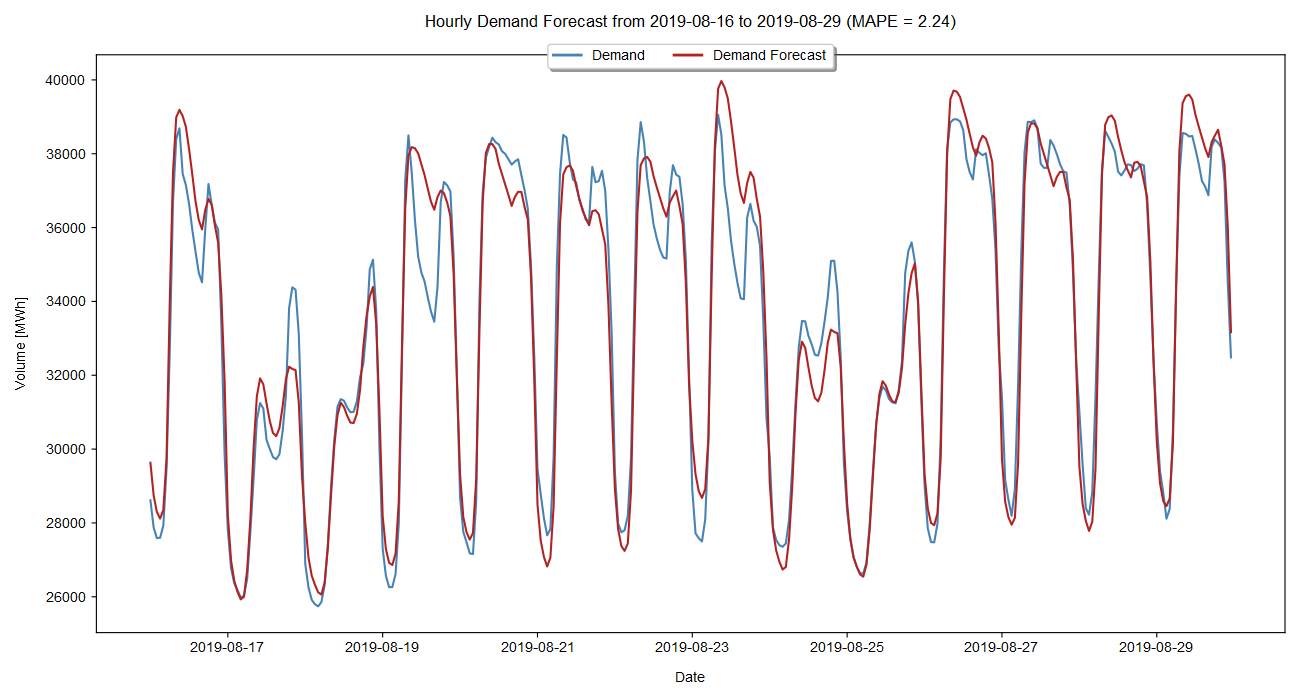 Hourly Demand Forecast from 2019-08-16 to 2019-08-29 (MAPE = 2.24)
Demand Demand Forecast
40000
38000
36000
34000
32000
30000
28000
26000
Volume [MWh]
2019-08-17 2019-08-19 2019-08-21 2019-08-23 2019-08-25 2019-08-27 2019-08-29
Date